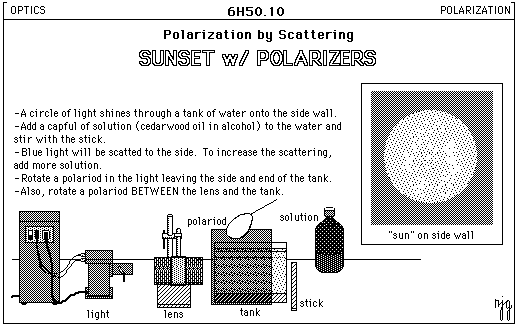 OPTICS 6H50.10 POLARIZATION
Polarization by Scattering
SUNSET w/ POLARIZERS
-A circle of light shines through a tank of water onto the side wall.
-Add a capful of solution (cedarwood oil in alcohol) to the water and
stir with the stick.
-Blue light will be scatted to the side. To increase the scattering,
add more solution.
-Rotate a polariod in the light leaving the side and end of the tank.
-Also, rotate a polariod BETWEEN the lens and the tank.
"sun" on side wall
polariod
solution
light
lens
tank
stick